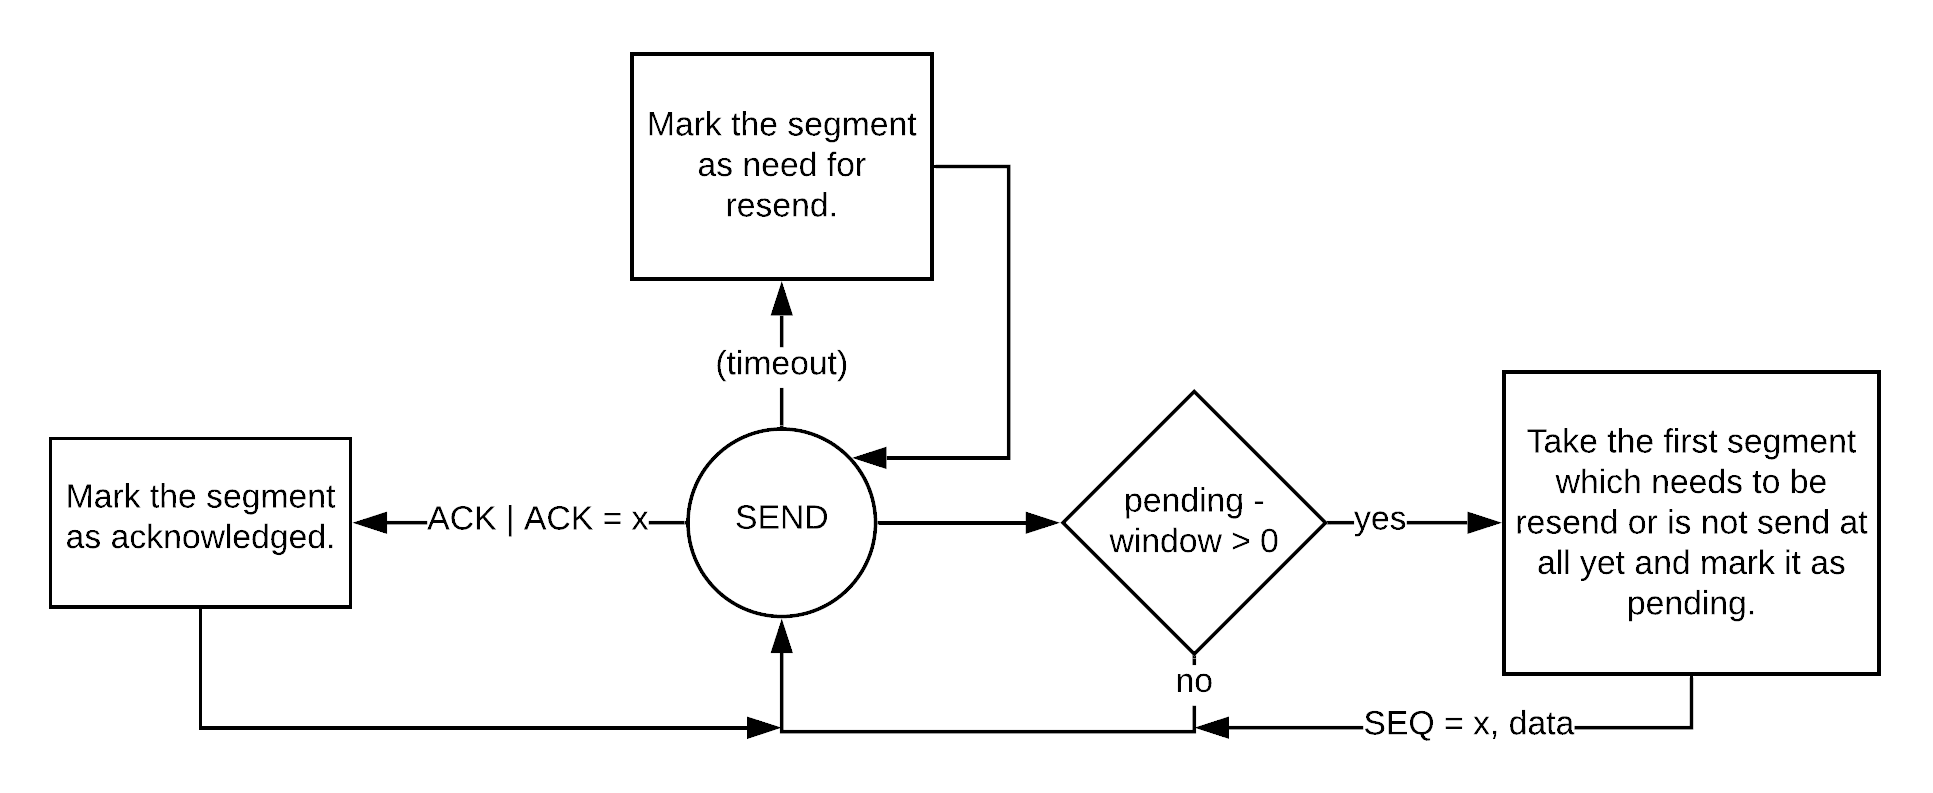 Mark the segment
as need for
resend.
(timeout)
Mark the segment
as acknowledged.
ACK | ACK = x
SEND
pending -
window > 0
yes
Take the first segment
which needs to be
resend or is not send at
all yet and mark it as
pending.
no
SEQ = x, data